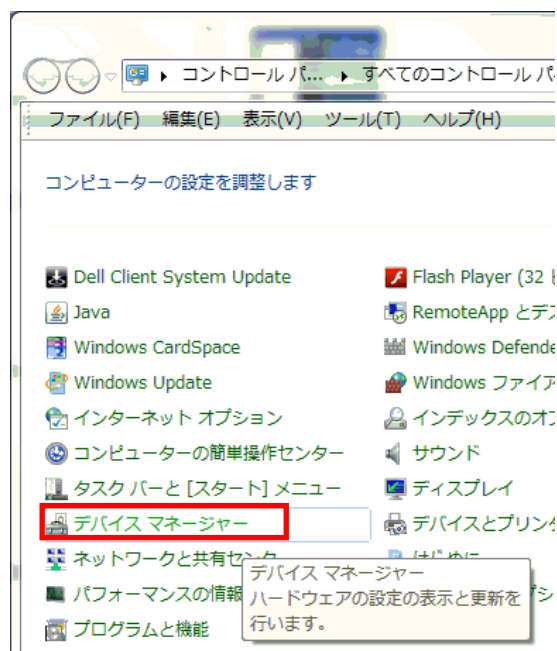 コントロール パ... ▸ すべてのコントロール パ
ファイル(F) 編集(E) 表示(V) ツール(T) ヘルプ(H)
コンピューターの設定を調整します
Dell Client System Update
Flash Player (32
Java
RemoteApp とデス
Windows CardSpace
Windows Defende
Windows Update
Windows ファイア
インターネット オプション
インデックスのオプ
コンピューターの簡単操作センター
サウンド
タスク バーと [スタート] メニュー
ディスプレイ
デバイス マネージャー
デバイスとプリンタ
ネットワークと共有センター
はじめに
デバイス マネージャー
ハードウェアの設定の表示と更新を
行います。
パフォーマンスの情報
プログラムと機能